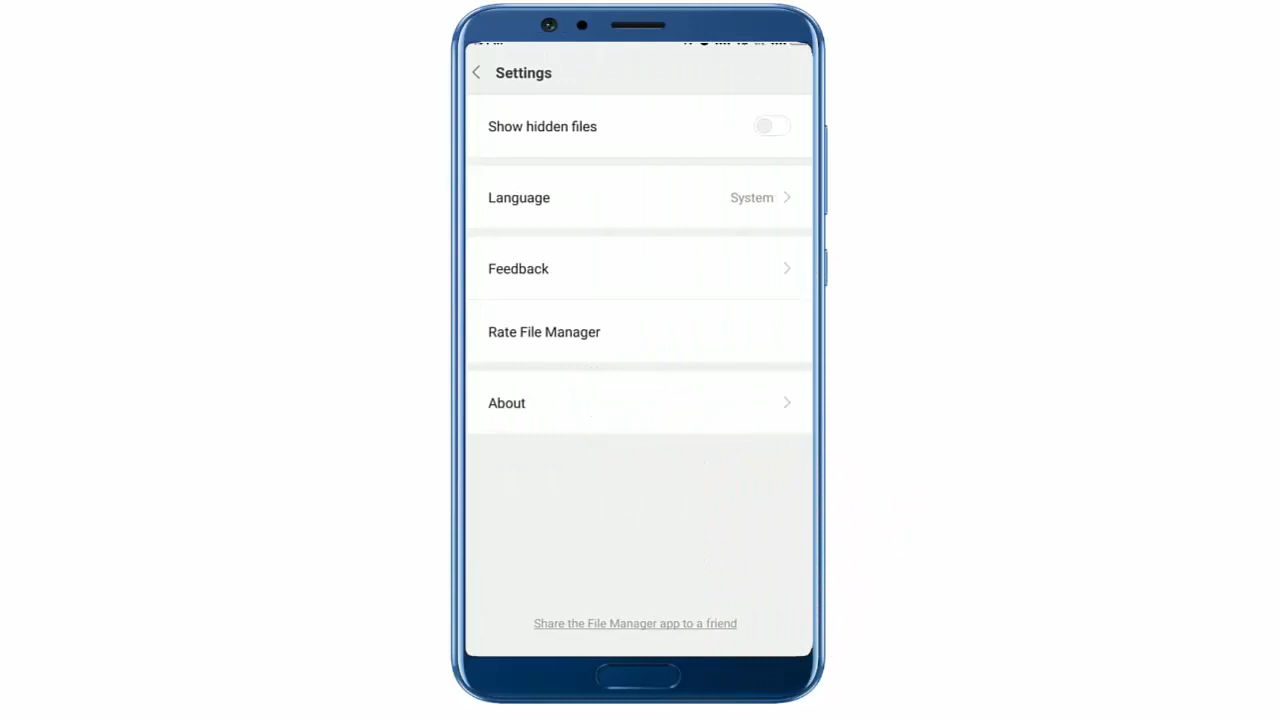 Settings
Show hidden files
Language
System
Feedback
Rate File Manager
About
Share the File Manager app to a friend